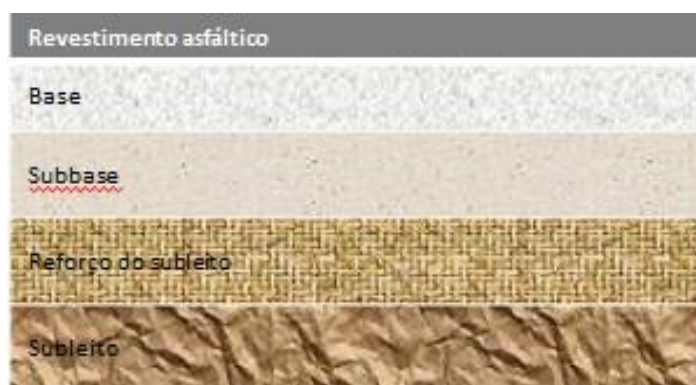 Revestimento asfáltico
Base
Subbase
Reforço do subleito
Subleito